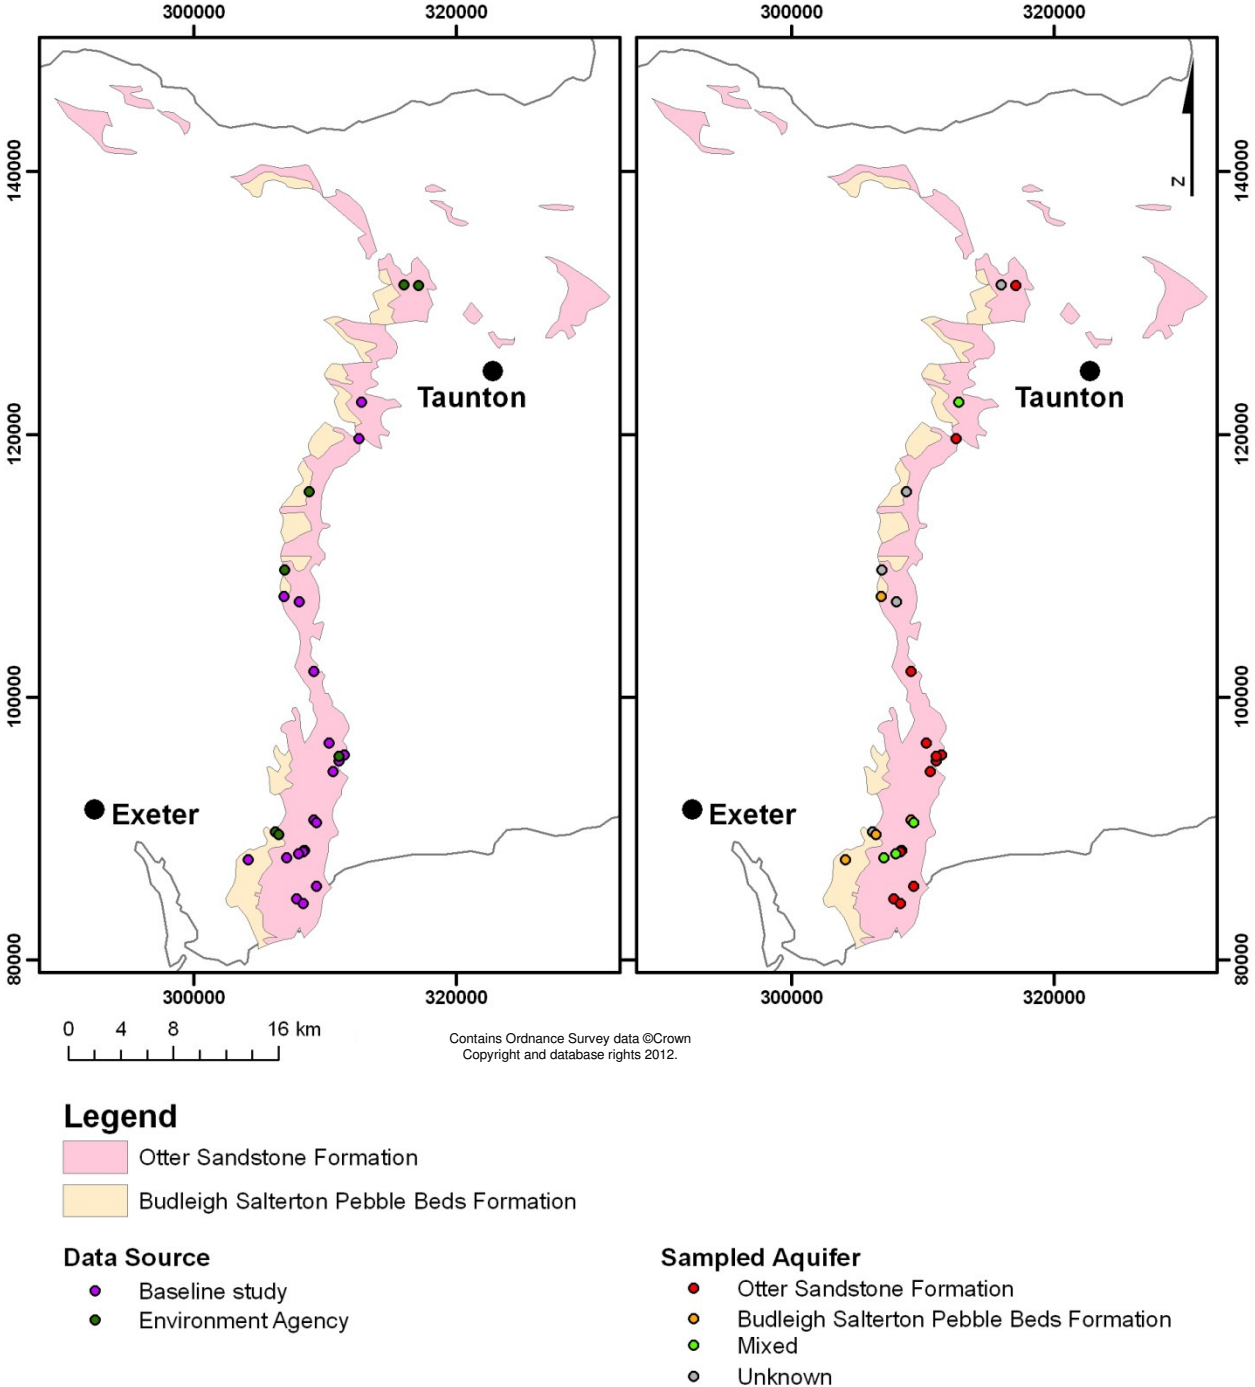 300000
320000
300000
320000
140000
120000
100000
80000
140000
120000
100000
80000
N
Taunton
Taunton
Exeter
Exeter
300000
320000
300000
320000
0 4 8 16 km
Contains Ordnance Survey data ©Crown
Copyright and database rights 2012.
Legend
Otter Sandstone Formation
Budleigh Salterton Pebble Beds Formation
Data Source
Baseline study
Environment Agency
Sampled Aquifer
Otter Sandstone Formation
Budleigh Salterton Pebble Beds Formation
Mixed
Unknown